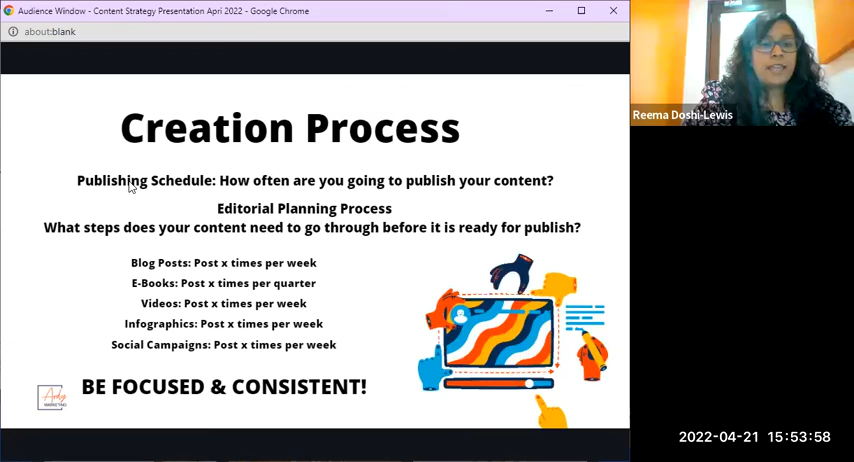 Audience Window - Content Strategy Presentation Apri 2022 - Google Chrome
about:blank
Creation Process
Publishing Schedule: How often are you going to publish your content?
Editorial Planning Process
What steps does your content need to go through before it is ready for publish?
Blog Posts: Post x times per week
E-Books: Post x times per quarter
Videos: Post x times per week
Infographics: Post x times per week
Social Campaigns: Post x times per week
BE FOCUSED & CONSISTENT!
Ardy
MARKETING
Reema Doshi-Lewis
2022-04-21 15:53:58